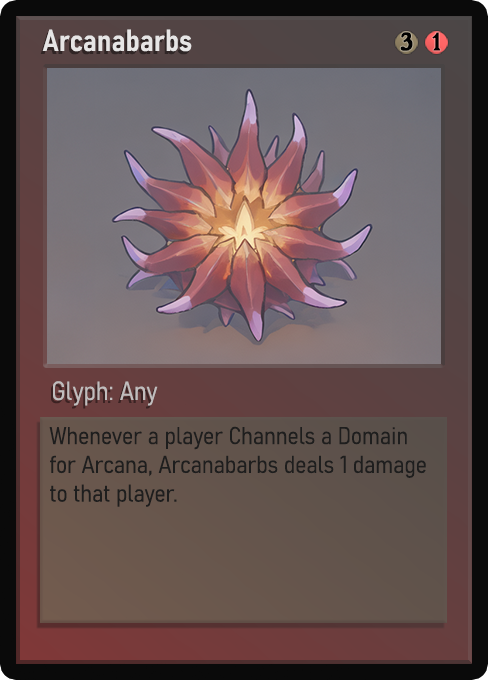 Arcanabarbs 3 1
Glyph: Any
Whenever a player Channels a Domain
for Arcana, Arcanabarbs deals 1 damage
to that player.